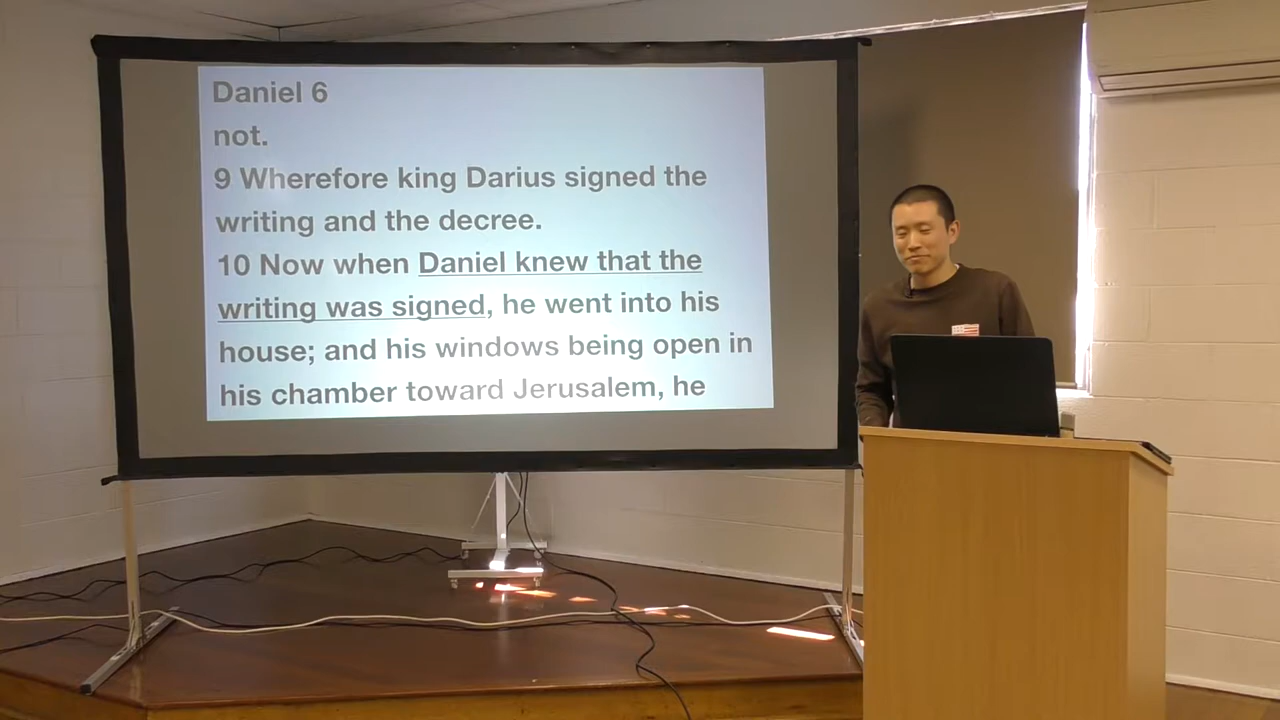 Daniel 6
not.
9 Wherefore king Darius signed the
writing and the decree.
10 Now when Daniel knew that the
writing was signed, he went into his
house; and his windows being open in
his chamber toward Jerusalem, he